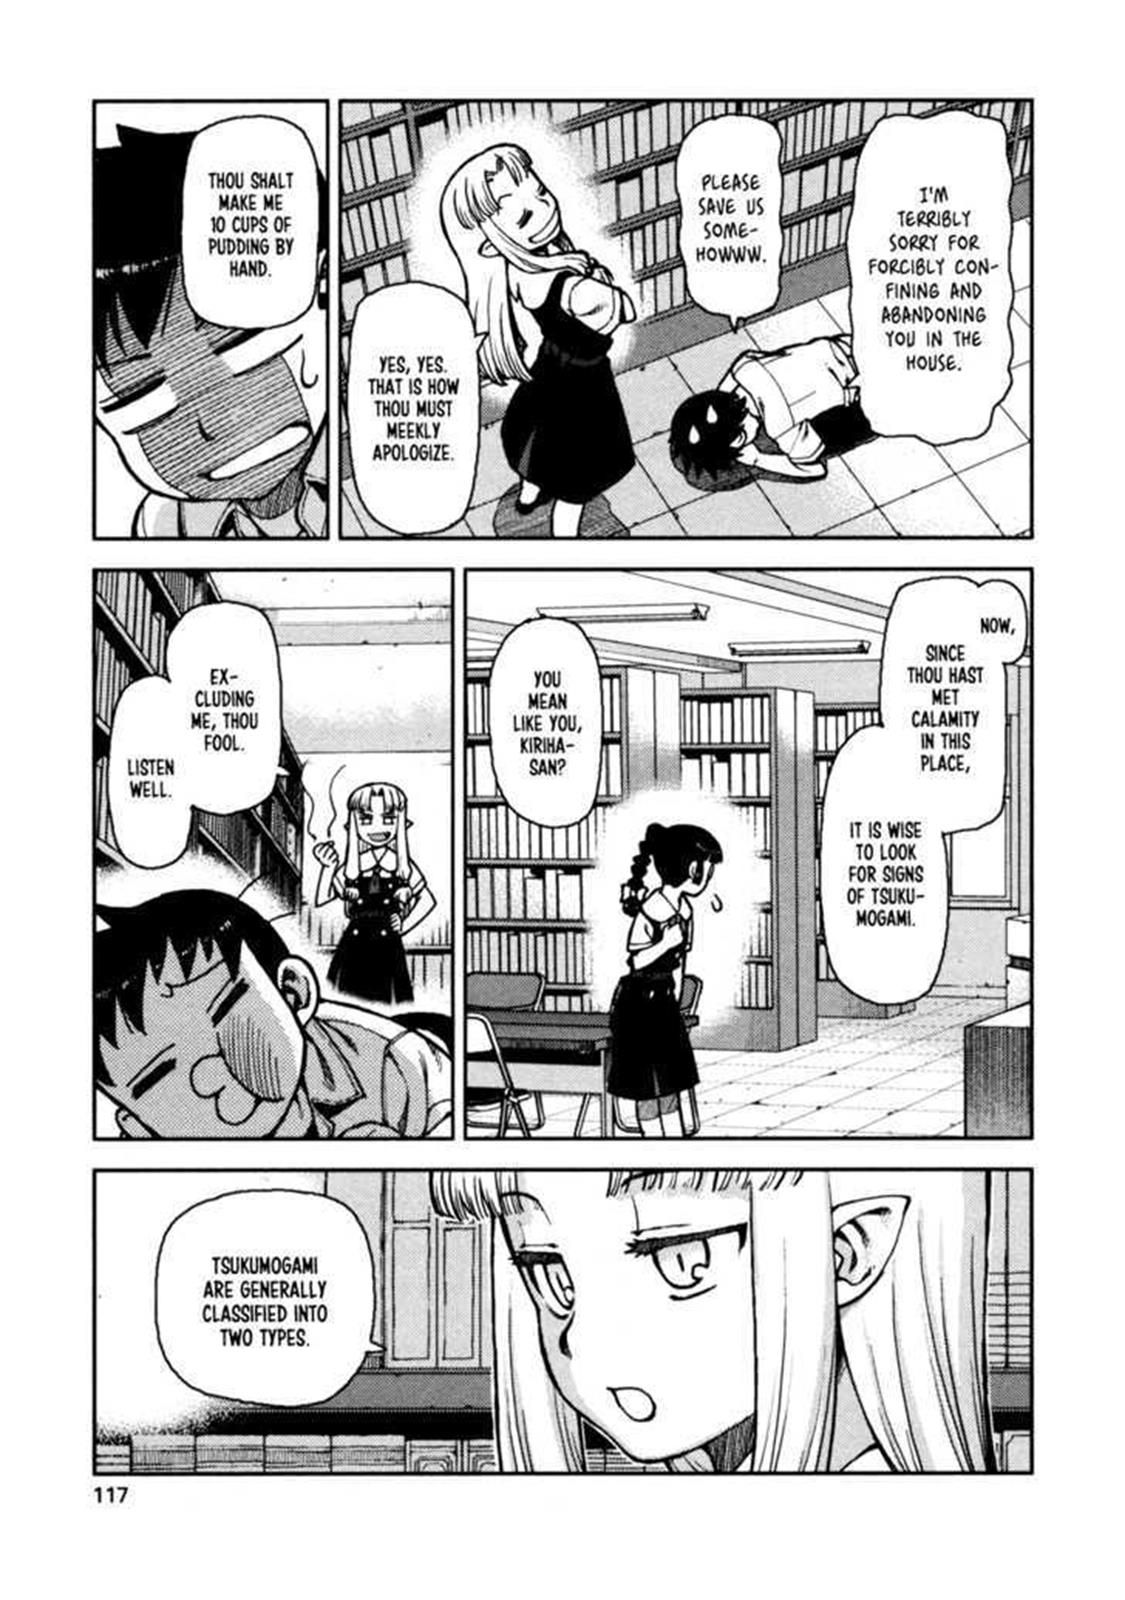 I'M
TERRIBLY
SORRY FOR
FORCIBLY CON-
FINING AND
ABANDONING
YOU IN THE
HOUSE.
PLEASE
SAVE US
SOME-
HOWWW.
YES, YES.
THAT IS HOW
THOU MUST
MEEKLY
APOLOGIZE.
THOU SHALT
MAKE ME
10 CUPS OF
PUDDING BY
HAND.
NOW,
SINCE
THOU HAST
MET
CALAMITY
IN THIS
PLACE,
IT IS WISE
TO LOOK
FOR SIGNS
OF TSUKU-
MOGAMI.
YOU
MEAN
LIKE YOU,
KIRIHA-
SAN?
EX-
CLUDING
ME, THOU
FOOL.
LISTEN
WELL.
TSUKUMOGAMI
ARE GENERALLY
CLASSIFIED INTO
TWO TYPES.
117